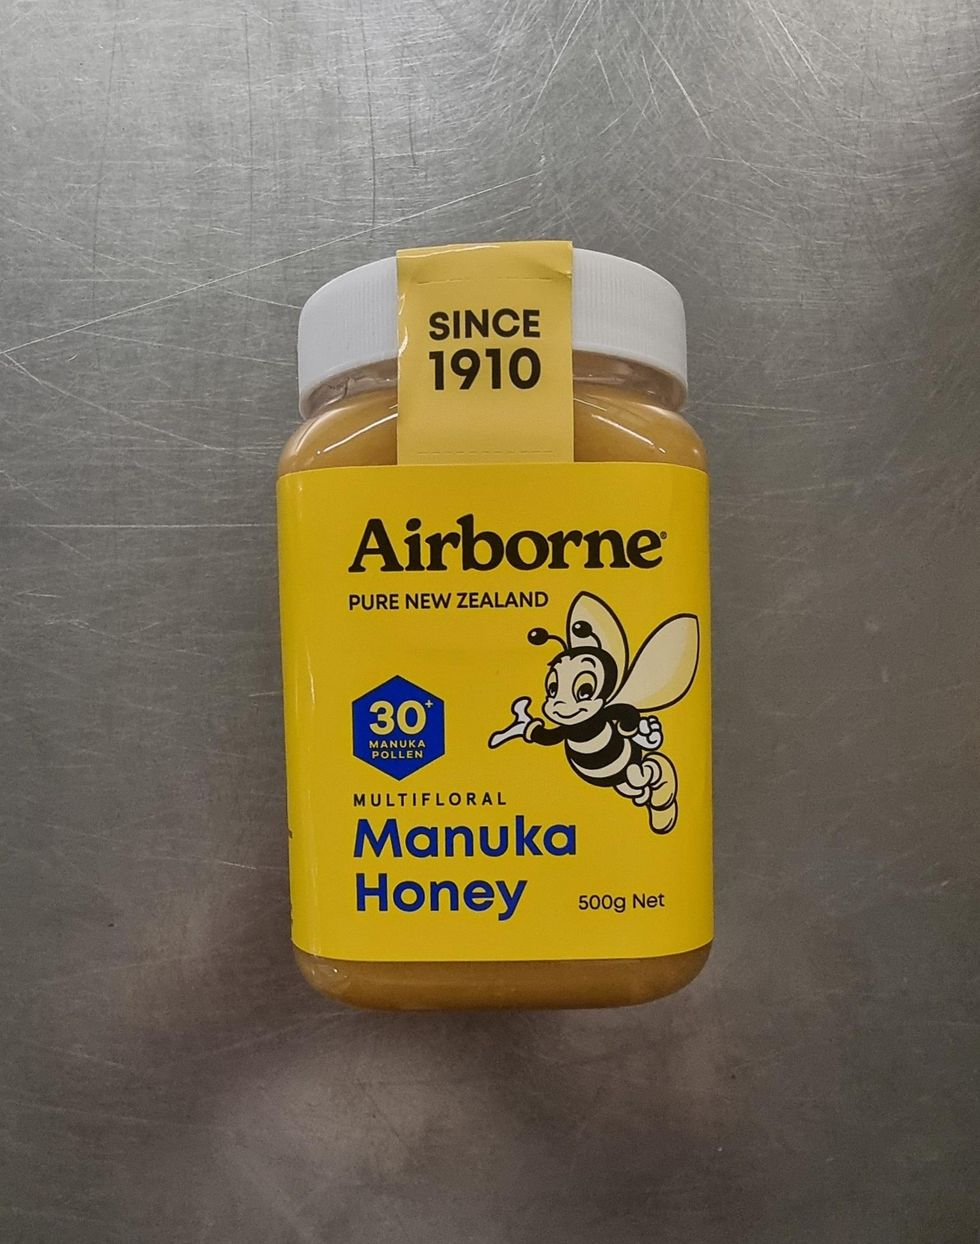 SINCE
1910
Airborne®
PURE NEW ZEALAND
30+
MANUKA
POLLEN
MULTIFLORAL
Manuka
Honey
500g Net